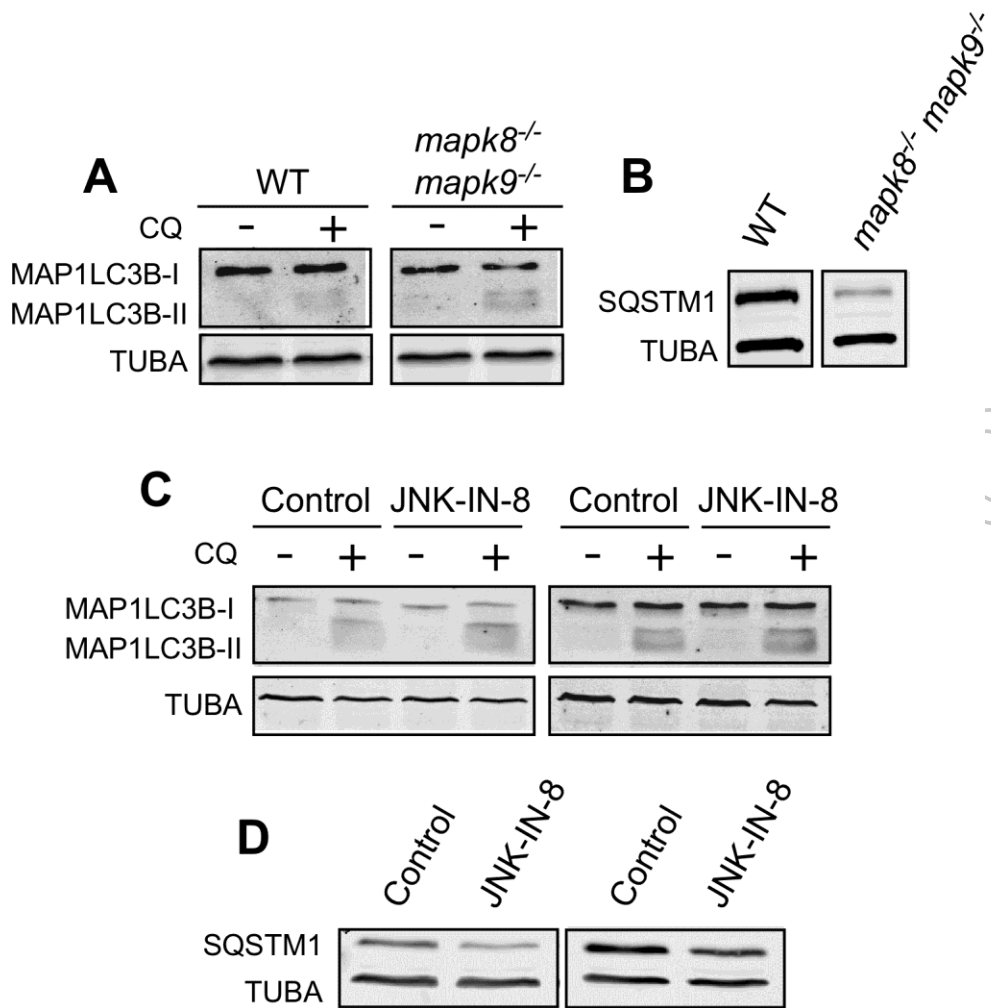 A
WT
mapk8-/-
mapk9-/-
CQ - + - +
MAP1LC3B-I
MAP1LC3B-II
TUBA
B
WT
mapk8-/- mapk9-/-
SQSTM1
TUBA
C
Control JNK-IN-8 Control JNK-IN-8
CQ - + - + - + - +
MAP1LC3B-I
MAP1LC3B-II
TUBA
D
Control JNK-IN-8 Control JNK-IN-8
SQSTM1
TUBA